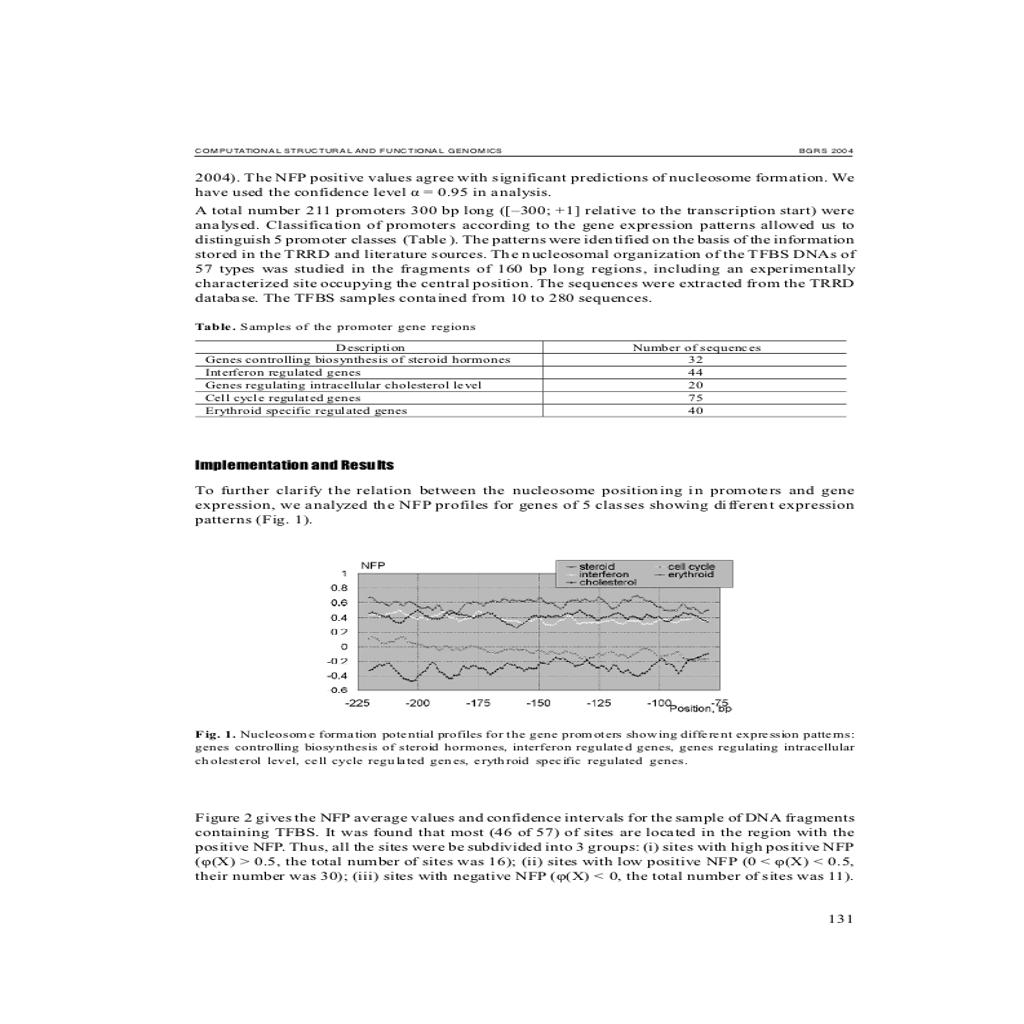 COMPUTATIONAL STRUCTURAL AND FUNCTIONAL GENOMICS BGRS 2004
2004). The NFP positive values agree with significant predictions of nucleosome formation. We
have used the confidence level α = 0.95 in analysis.
A total number 211 promoters 300 bp long ([−300; +1] relative to the transcription start) were
analysed. Classification of promoters according to the gene expression patterns allowed us to
distinguish 5 promoter classes (Table ). The patterns were identified on the basis of the information
stored in the TRRD and literature sources. The nucleosomal organization of the TFBS DNAs of
57 types was studied in the fragments of 160 bp long regions, including an experimentally
characterized site occupying the central position. The sequences were extracted from the TRRD
database. The TFBS samples contained from 10 to 280 sequences.
Table. Samples of the promoter gene regions
Description Number of sequences
Genes controlling biosynthesis of steroid hormones 32
Interferon regulated genes 44
Genes regulating intracellular cholesterol level 20
Cell cycle regulated genes 75
Erythroid specific regulated genes 40
Implementation and Results
To further clarify the relation between the nucleosome positioning in promoters and gene
expression, we analyzed the NFP profiles for genes of 5 classes showing different expression
patterns (Fig. 1).
NFP
steroid cell cycle
interferon erythroid
cholesterol
1
0.8
0.6
0.4
0.2
0
-0.2
-0.4
0.6
-225 -200 -175 -150 -125 -100 -75
Position, bp
Fig. 1. Nucleosome formation potential profiles for the gene promoters showing different expression patterns:
genes controlling biosynthesis of steroid hormones, interferon regulated genes, genes regulating intracellular
cholesterol level, cell cycle regulated genes, erythroid specific regulated genes.
Figure 2 gives the NFP average values and confidence intervals for the sample of DNA fragments
containing TFBS. It was found that most (46 of 57) of sites are located in the region with the
positive NFP. Thus, all the sites were be subdivided into 3 groups: (i) sites with high positive NFP
(φ(X) > 0.5, the total number of sites was 16); (ii) sites with low positive NFP (0 < φ(X) < 0.5,
their number was 30); (iii) sites with negative NFP (φ(X) < 0, the total number of sites was 11).
131